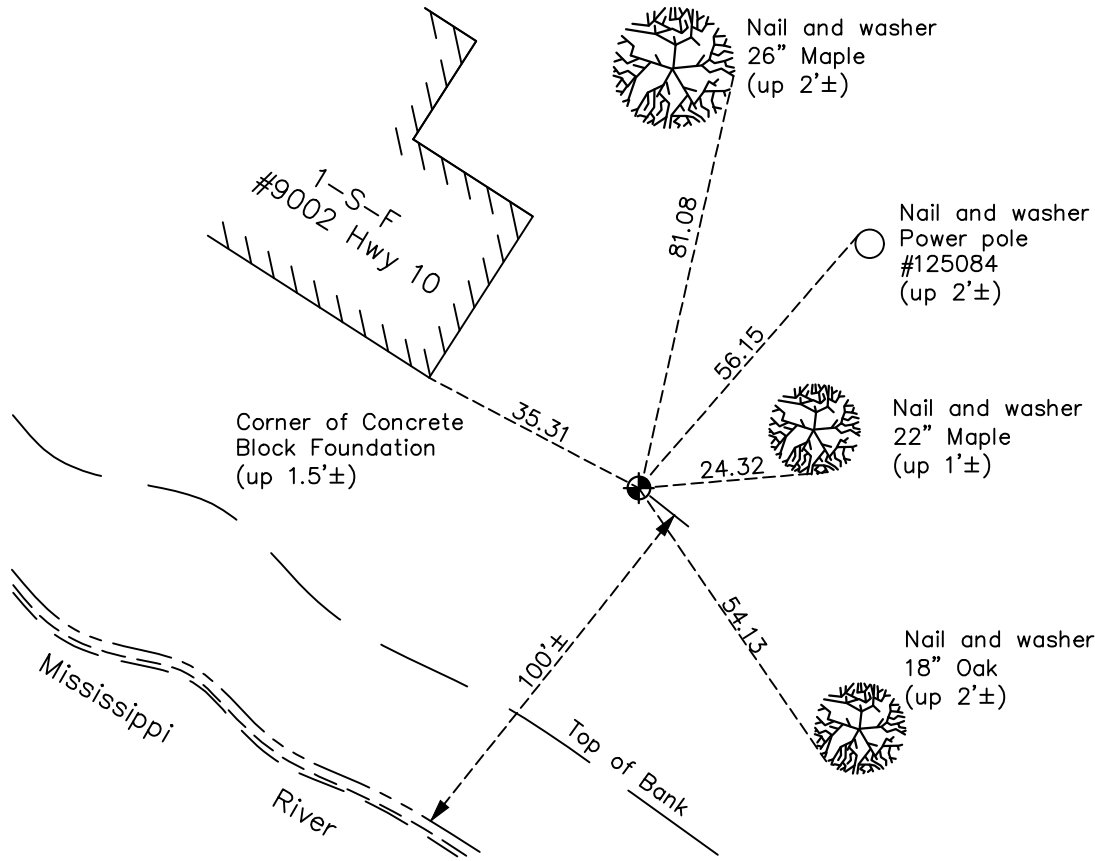 Nail and washer
26” Maple
(up 2’±)
1-S-F
#9002 Hwy 10
81.08
Nail and washer
Power pole
#125084
(up 2’±)
56.15
Corner of Concrete
Block Foundation
(up 1.5’±)
35.31
Nail and washer
22” Maple
(up 1’±)
24.32
54.13
100’±
Nail and washer
18” Oak
(up 2’±)
Mississippi
River
Top of Bank